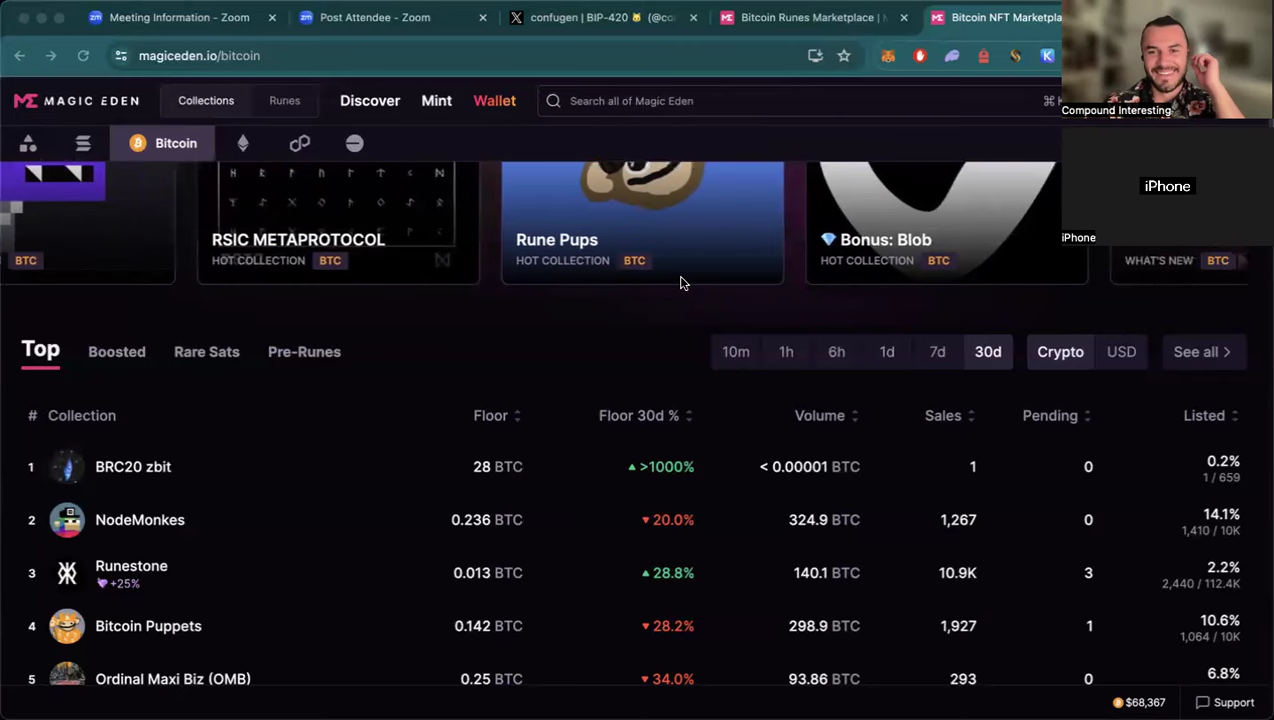 Meeting Information - Zoom
Post Attendee - Zoom
confugen | BIP-420 🐱 (@co
Bitcoin Runes Marketplace | M
Bitcoin NFT Marketpla
magiceden.io/bitcoin
MAGIC EDEN
Collections
Runes
Discover
Mint
Wallet
Search all of Magic Eden
⌘ K
Compound Interesting
Bitcoin
iPhone
iPhone
BTC
RSIC METAPROTOCOL
HOT COLLECTION BTC
Rune Pups
HOT COLLECTION BTC
💎 Bonus: Blob
HOT COLLECTION BTC
WHAT'S NEW BTC
Top Boosted Rare Sats Pre-Runes 10m 1h 6h 1d 7d 30d Crypto USD See all >
# Collection Floor Floor 30d % Volume Sales Pending Listed
1 BRC20 zbit 28 BTC ▲ >1000% < 0.00001 BTC 1 0 0.2%
1 / 659
2 NodeMonkes 0.236 BTC ▼ 20.0% 324.9 BTC 1,267 0 14.1%
1,410 / 10K
3 Runestone 0.013 BTC ▲ 28.8% 140.1 BTC 10.9K 3 2.2%
+25% 2,440 / 112.4K
4 Bitcoin Puppets 0.142 BTC ▼ 28.2% 298.9 BTC 1,927 1 10.6%
1,064 / 10K
5 Ordinal Maxi Biz (OMB) 0.25 BTC ▼ 34.0% 93.86 BTC 293 0 6.8%
$68,367 Support